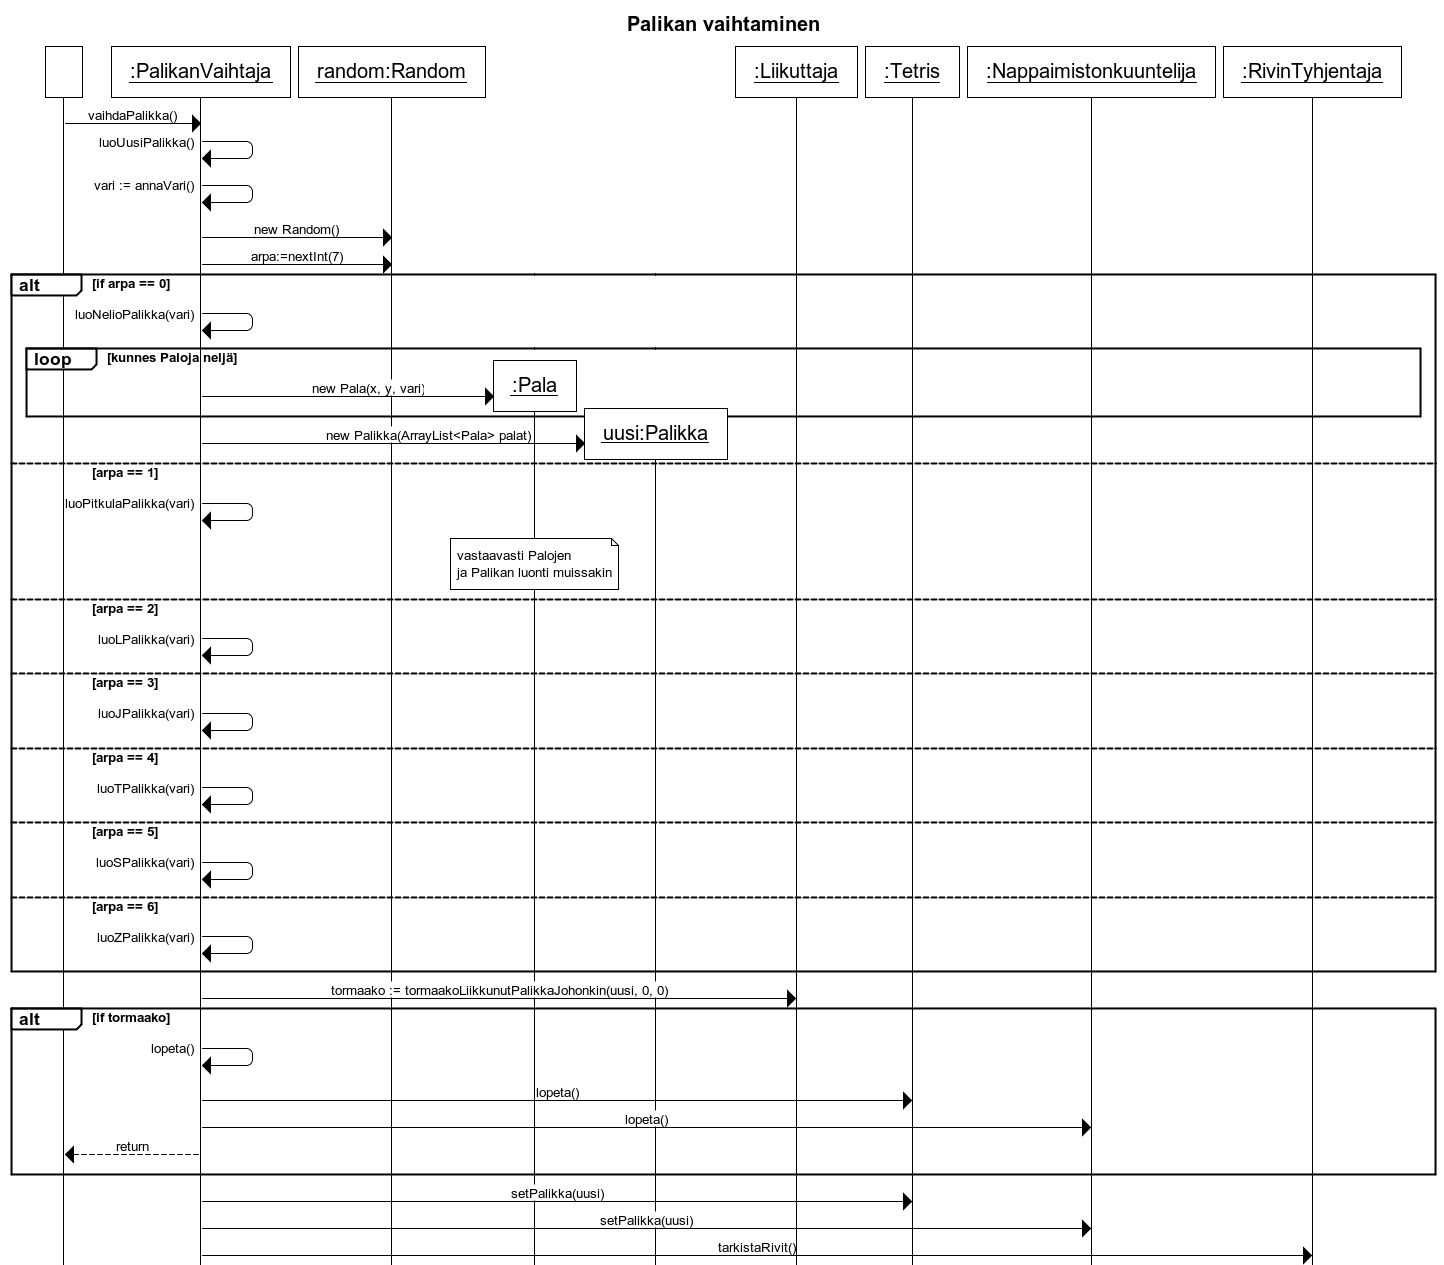 Palikan vaihtaminen
:PalikanVaihtaja
random:Random
:Liikuttaja
:Tetris
:Nappaimistonkuuntelija
:RivinTyhjentaja
vaihdaPalikka()
luoUusiPalikka()
vari := annaVari()
new Random()
arpa:=nextInt(7)
alt
[if arpa == 0]
luoNelioPalikka(vari)
loop
[kunnes Paloja neljä]
new Pala(x, y, vari)
:Pala
new Palikka(ArrayList<Pala> palat)
uusi:Palikka
[arpa == 1]
luoPitkulaPalikka(vari)
vastaavasti Palojen
ja Palikan luonti muissakin
[arpa == 2]
luoLPalikka(vari)
[arpa == 3]
luoJPalikka(vari)
[arpa == 4]
luoTPalikka(vari)
[arpa == 5]
luoSPalikka(vari)
[arpa == 6]
luoZPalikka(vari)
tormaako := tormaakoLiikkunutPalikkaJohonkin(uusi, 0, 0)
alt
[if tormaako]
lopeta()
lopeta()
lopeta()
return
setPalikka(uusi)
setPalikka(uusi)
tarkistaRivit()